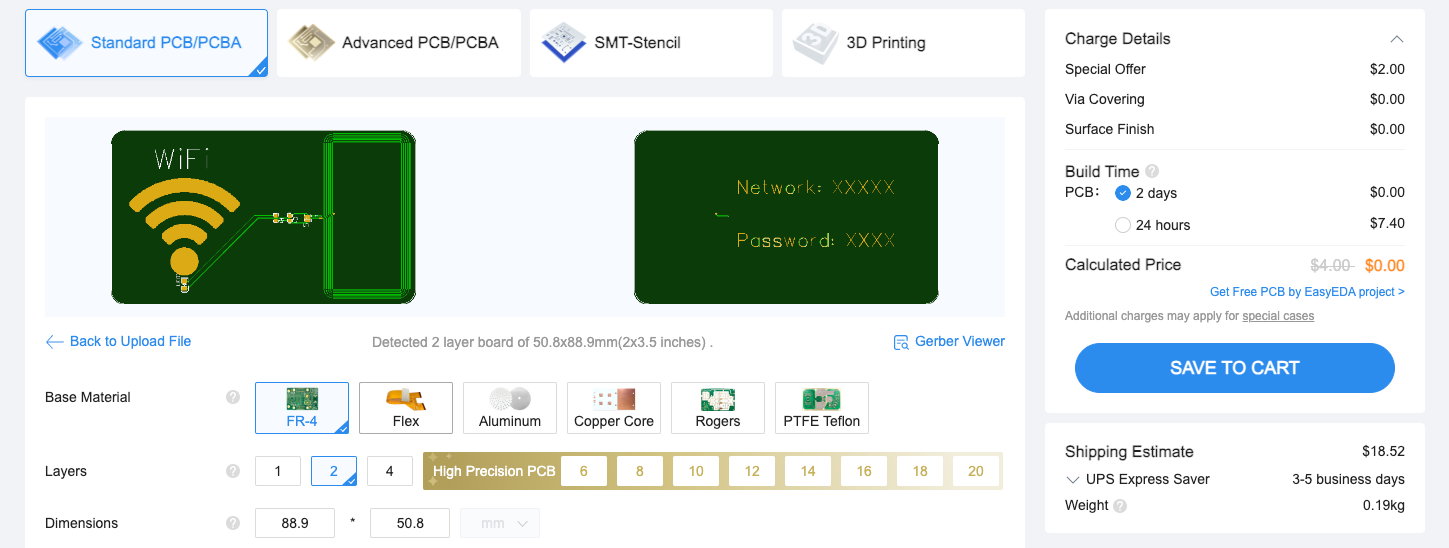 Standard PCB/PCBA
Advanced PCB/PCBA
SMT-Stencil
3D Printing
WiFi
Network: XXXXX
Password: XXXX
Back to Upload File
Detected 2 layer board of 50.8x88.9mm(2x3.5 inches) .
Gerber Viewer
Base Material ?
FR-4 Flex Aluminum Copper Core Rogers PTFE Teflon
Layers ? 1 2 4 High Precision PCB 6 8 10 12 14 16 18 20
Dimensions ? 88.9 * 50.8 mm
Charge Details
Special Offer $2.00
Via Covering $0.00
Surface Finish $0.00
Build Time ?
PCB: 2 days $0.00
24 hours $7.40
Calculated Price $4.00 $0.00
Get Free PCB by EasyEDA project >
Additional charges may apply for special cases
SAVE TO CART
Shipping Estimate $18.52
UPS Express Saver 3-5 business days
Weight ? 0.19kg